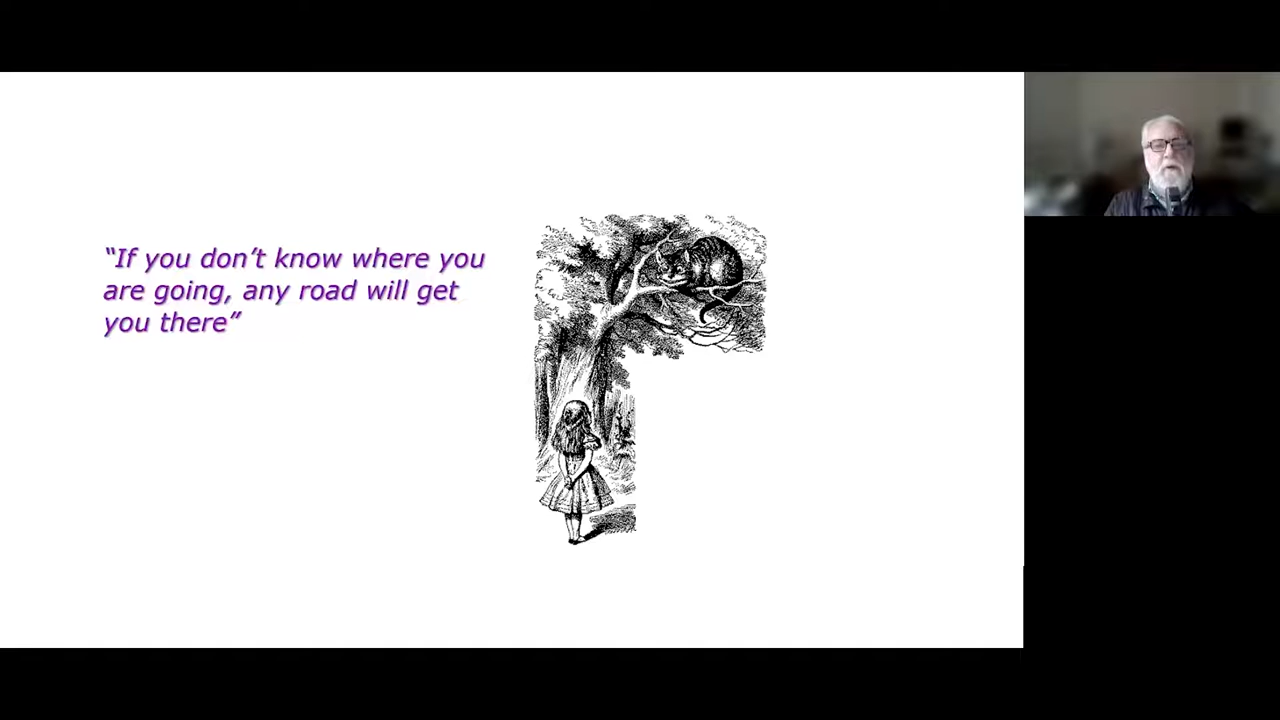 “If you don’t know where you
are going, any road will get
you there”